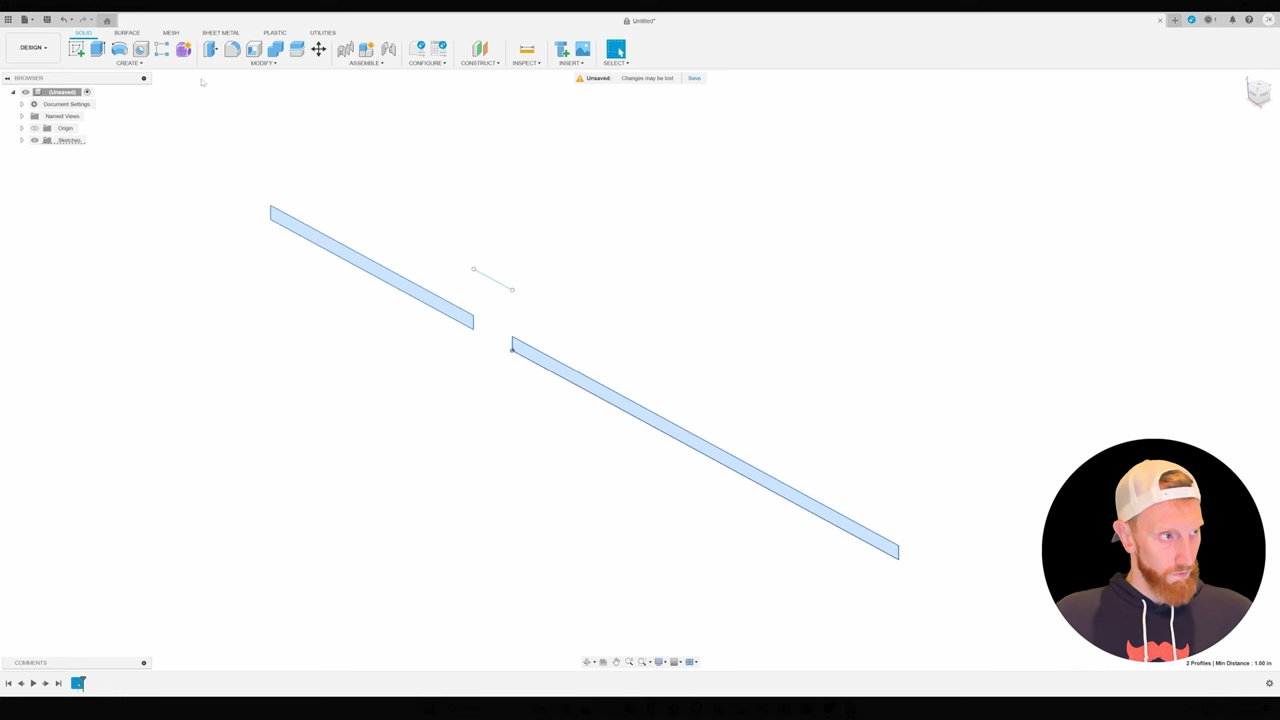 Untitled*
JK
1
DESIGN
SOLID
SURFACE
MESH
SHEET METAL
PLASTIC
UTILITIES
CREATE
MODIFY
ASSEMBLE
CONFIGURE
CONSTRUCT
INSPECT
INSERT
SELECT
BROWSER
Unsaved: Changes may be lost Save
(Unsaved)
Document Settings
Named Views
Origin
Sketches
COMMENTS
2 Profiles | Min Distance : 1.00 in